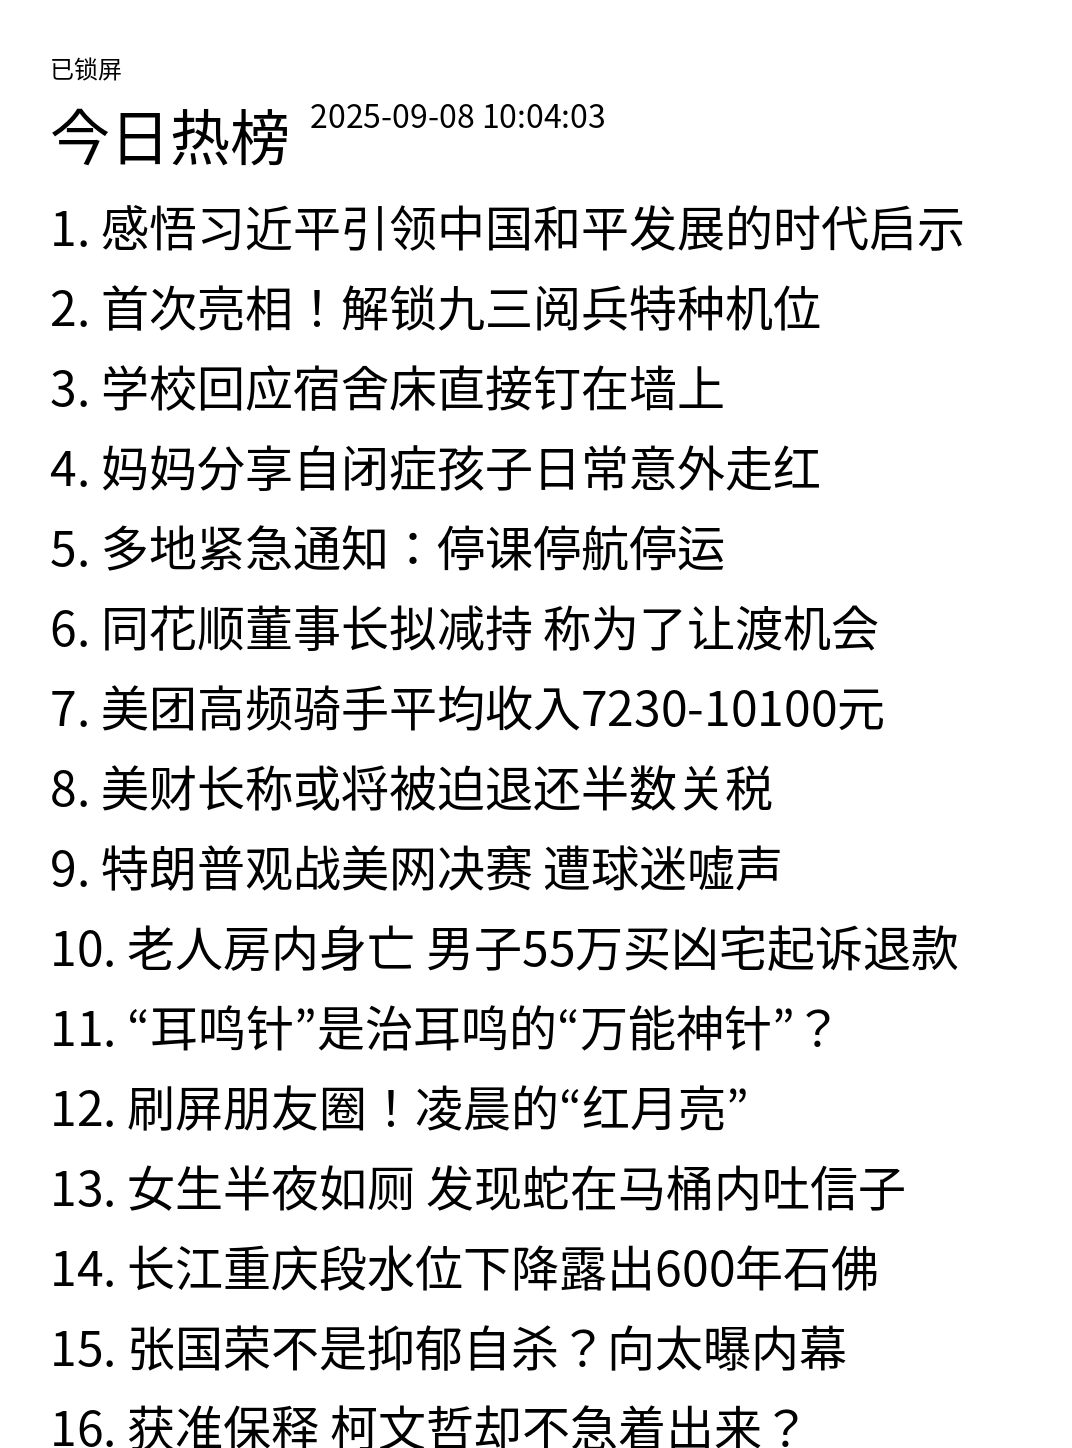 已锁屏
今日热榜 2025-09-08 10:04:03
1. 感悟习近平引领中国和平发展的时代启示
2. 首次亮相！解锁九三阅兵特种机位
3. 学校回应宿舍床直接钉在墙上
4. 妈妈分享自闭症孩子日常意外走红
5. 多地紧急通知：停课停航停运
6. 同花顺董事长拟减持 称为了让渡机会
7. 美团高频骑手平均收入7230-10100元
8. 美财长称或将被迫退还半数关税
9. 特朗普观战美网决赛 遭球迷嘘声
10. 老人房内身亡 男子55万买凶宅起诉退款
11. “耳鸣针”是治耳鸣的“万能神针”？
12. 刷屏朋友圈！凌晨的“红月亮”
13. 女生半夜如厕 发现蛇在马桶内吐信子
14. 长江重庆段水位下降露出600年石佛
15. 张国荣不是抑郁自杀？向太曝内幕
16. 获准保释 柯文哲却不急着出来？